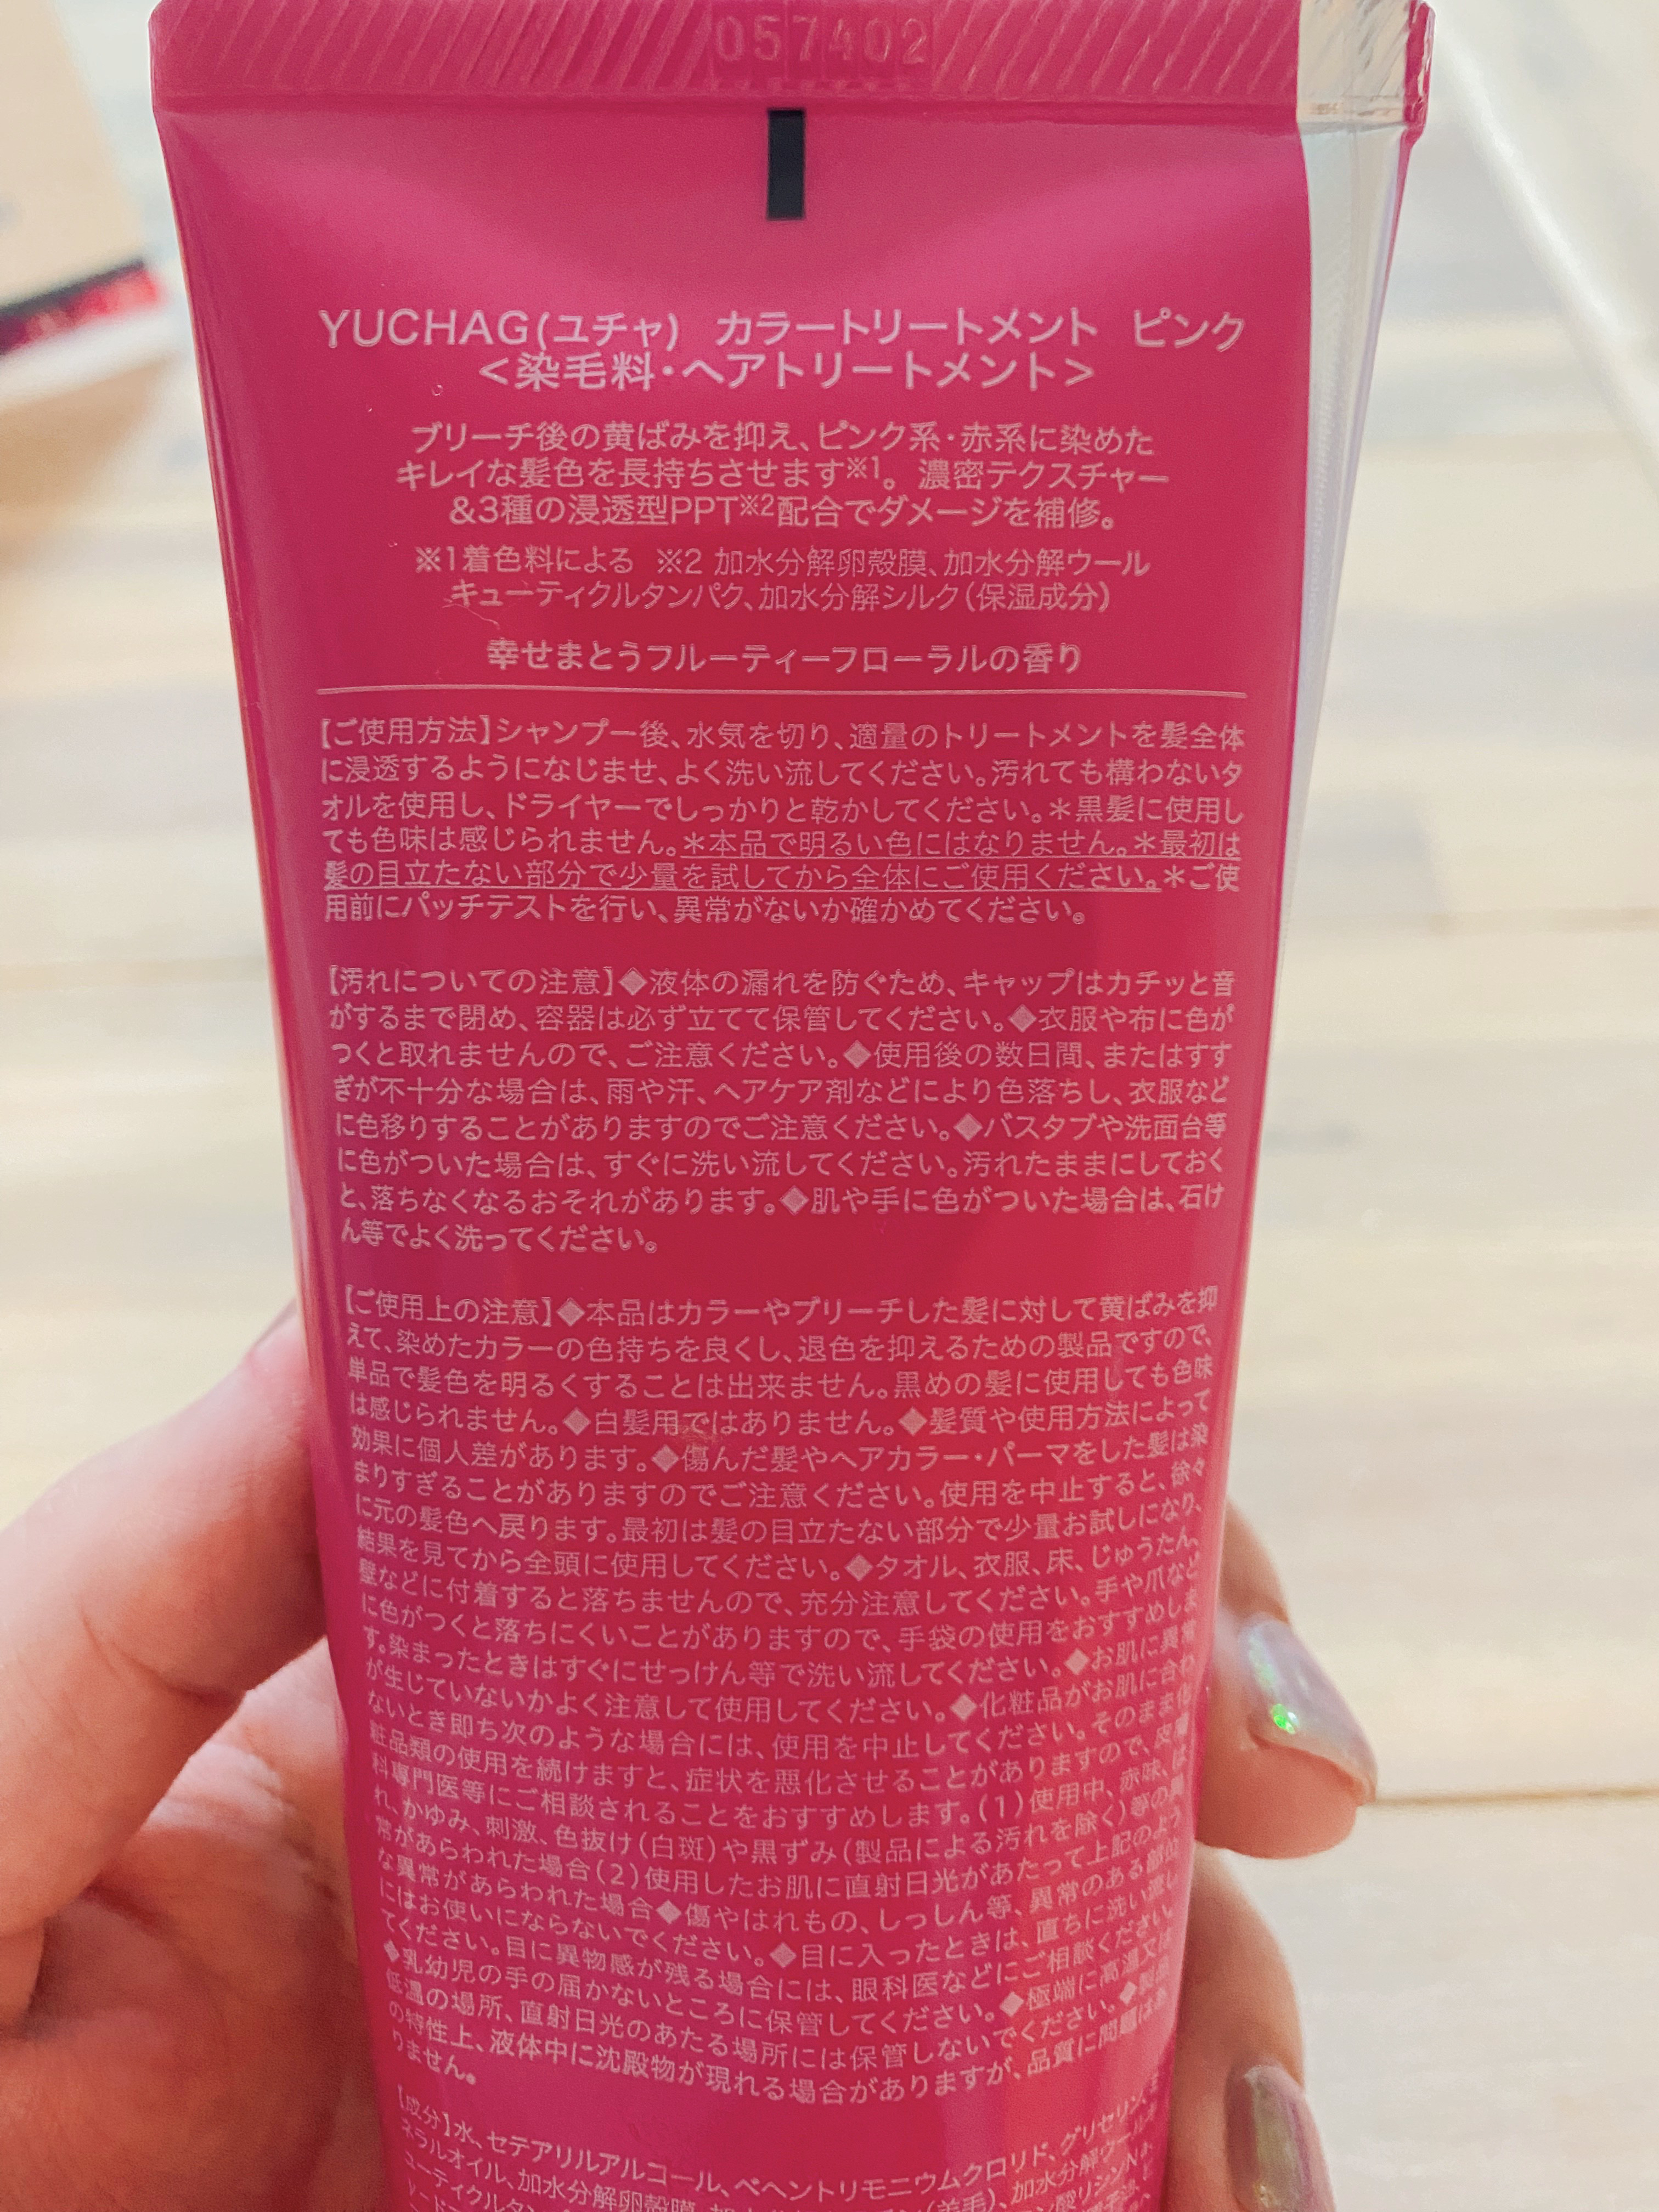 057402
YUCHAG(ユチャ) カラートリートメント ピンク
<染毛料・ヘアトリートメント>
ブリーチ後の黄ばみを抑え、ピンク系・赤系に染めた
キレイな髪色を長持ちさせます※1。 濃密テクスチャー
&3種の浸透型PPT※2配合でダメージを補修。
※1着色料による ※2 加水分解卵殻膜、加水分解ウール
キューティクルタンパク、加水分解シルク(保湿成分)
幸せまとうフルーティーフローラルの香り
【ご使用方法】シャンプー後、水気を切り、適量のトリートメントを髪全体
に浸透するようになじませ、よく洗い流してください。汚れても構わないタ
オルを使用し、ドライヤーでしっかりと乾かしてください。＊黒髪に使用し
ても色味は感じられません。＊本品で明るい色にはなりません。＊最初は
髪の目立たない部分で少量を試してから全体にご使用ください。＊ご使
用前にパッチテストを行い、異常がないか確かめてください。
【汚れについての注意】◆液体の漏れを防ぐため、キャップはカチッと音
がするまで閉め、容器は必ず立てて保管してください。◆衣服や布に色が
つくと取れませんので、ご注意ください。◆使用後の数日間、またはすす
ぎが不十分な場合は、雨や汗、ヘアケア剤などにより色落ちし、衣服など
に色移りすることがありますのでご注意ください。◆バスタブや洗面台等
に色がついた場合は、すぐに洗い流してください。汚れたままにしておく
と、落ちなくなるおそれがあります。◆肌や手に色がついた場合は、石け
ん等でよく洗ってください。
【ご使用上の注意】◆本品はカラーやブリーチした髪に対して黄ばみを抑
えて、染めたカラーの色持ちを良くし、退色を抑えるための製品ですので、
単品で髪色を明るくすることは出来ません。黒めの髪に使用しても色味
は感じられません。◆白髪用ではありません。◆髪質や使用方法によって
効果に個人差があります。◆傷んだ髪やヘアカラー・パーマをした髪は染
まりすぎることがありますのでご注意ください。使用を中止すると、徐々
に元の髪色へ戻ります。最初は髪の目立たない部分で少量お試しになり、
結果を見てから全頭に使用してください。◆タオル、衣服、床、じゅうたん、
壁などに付着すると落ちませんので、充分注意してください。手や爪など
に色がつくと落ちにくいことがありますので、手袋の使用をおすすめしま
す。染まったときはすぐにせっけん等で洗い流してください。◆お肌に異常
が生じていないかよく注意して使用してください。◆化粧品がお肌に合わ
ないとき即ち次のような場合には、使用を中止してください。そのまま化
粧品類の使用を続けますと、症状を悪化させることがありますので、皮膚
科専門医等にご相談されることをおすすめします。(1)使用中、赤味、は
れ、かゆみ、刺激、色抜け(白斑)や黒ずみ(製品による汚れを除く)等の異
常があらわれた場合(2)使用したお肌に直射日光があたって上記のよう
な異常があらわれた場合◆傷やはれもの、しっしん等、異常のある部位
にはお使いにならないでください。◆目に入ったときは、直ちに洗い流し
てください。目に異物感が残る場合には、眼科医などにご相談ください。
◆乳幼児の手の届かないところに保管してください。◆極端に高温又は
低温の場所、直射日光のあたる場所には保管しないでください。◆製品
の特性上、液体中に沈殿物が現れる場合がありますが、品質に問題はあ
りません。
【成分】水、セテアリルアルコール、ベヘントリモニウムクロリド、グリセリン、ミ
ネラルオイル、加水分解卵殻膜、(羊毛)、加水分解ウールキ
ューティクルタン